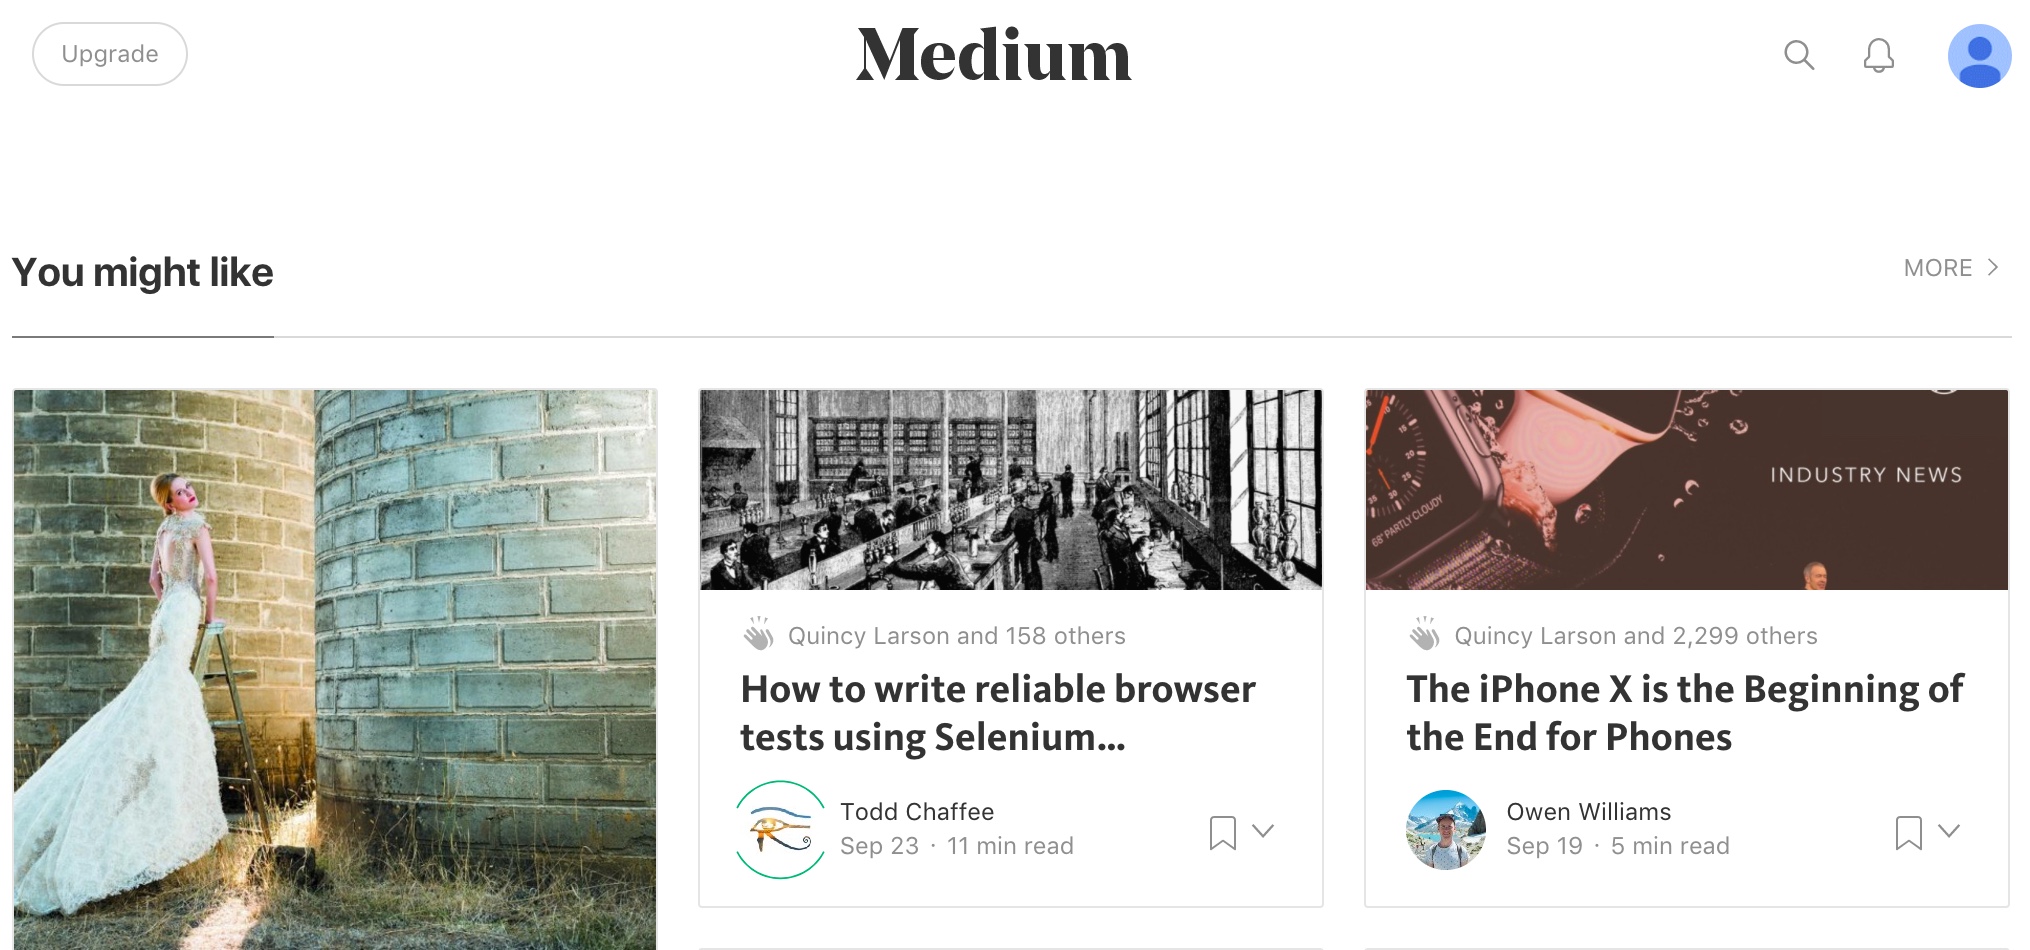 Upgrade
Medium
You might like
MORE
INDUSTRY NEWS
68° PARTLY CLOUDY
Quincy Larson and 158 others
How to write reliable browser
tests using Selenium...
Todd Chaffee
Sep 23 · 11 min read
Quincy Larson and 2,299 others
The iPhone X is the Beginning of
the End for Phones
Owen Williams
Sep 19 · 5 min read